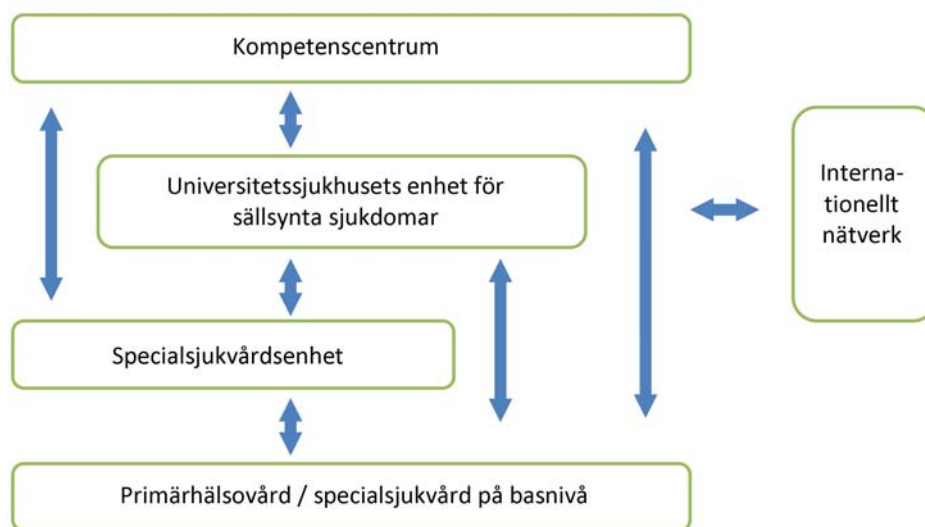 Kompetenscentrum
Universitetssjukhusets enhet för
sällsynta sjukdomar
Interna-
tionellt
nätverk
Specialsjukvårdsenhet
Primärhälsovård / specialsjukvård på basnivå